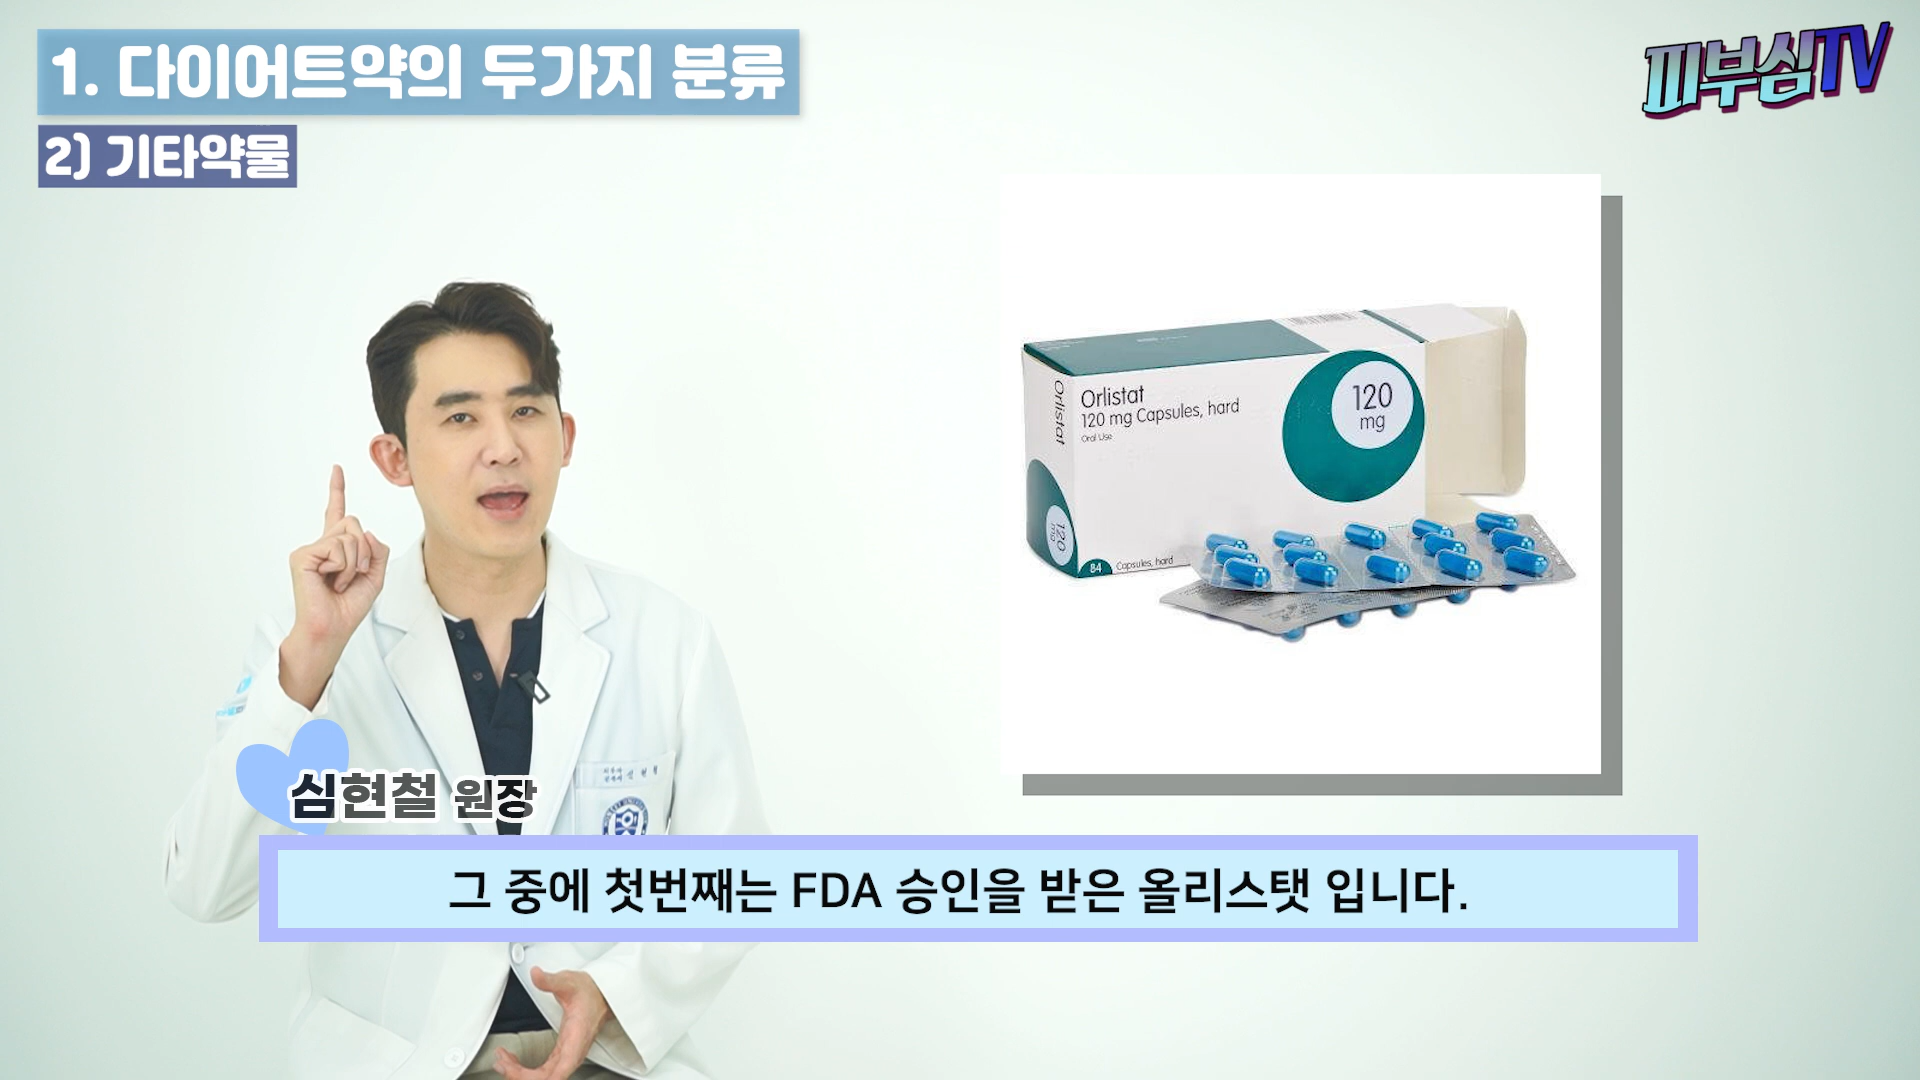 1. 다이어트약의 두가지 분류
2) 기타약물
피부심TV
Orlistat
120 mg Capsules, hard
Oral Use
120
mg
Orlistat
120
mg
84
Capsules, hard
심현철 원장
그 중에 첫번째는 FDA 승인을 받은 올리스탯 입니다.